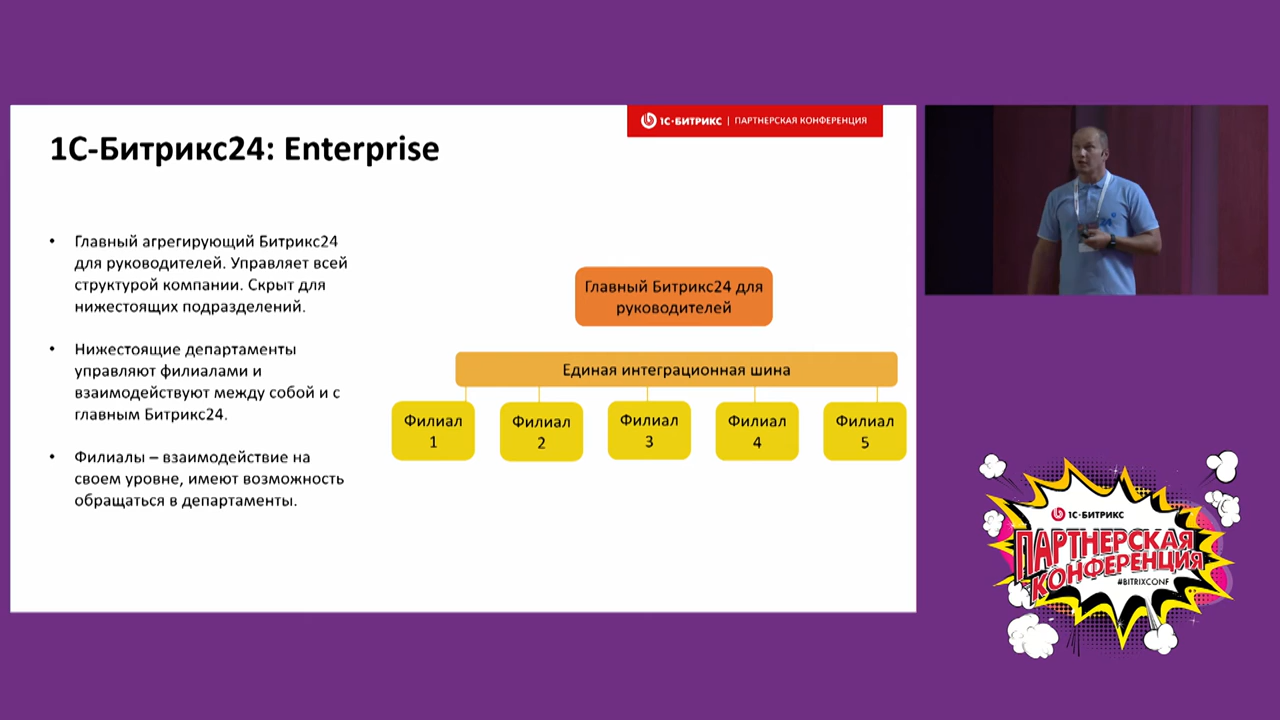 1С-БИТРИКС | ПАРТНЕРСКАЯ КОНФЕРЕНЦИЯ
1С-Битрикс24: Enterprise
• Главный агрегирующий Битрикс24
для руководителей. Управляет всей
структурой компании. Скрыт для
нижестоящих подразделений.
• Нижестоящие департаменты
управляют филиалами и
взаимодействуют между собой и с
главным Битрикс24.
• Филиалы – взаимодействие на
своем уровне, имеют возможность
обращаться в департаменты.
Главный Битрикс24 для
руководителей
Единая интеграционная шина
Филиал
1
Филиал
2
Филиал
3
Филиал
4
Филиал
5
24
1С-БИТРИКС
ПАРТНЕРСКАЯ
КОНФЕРЕНЦИЯ
#BITRIXCONF